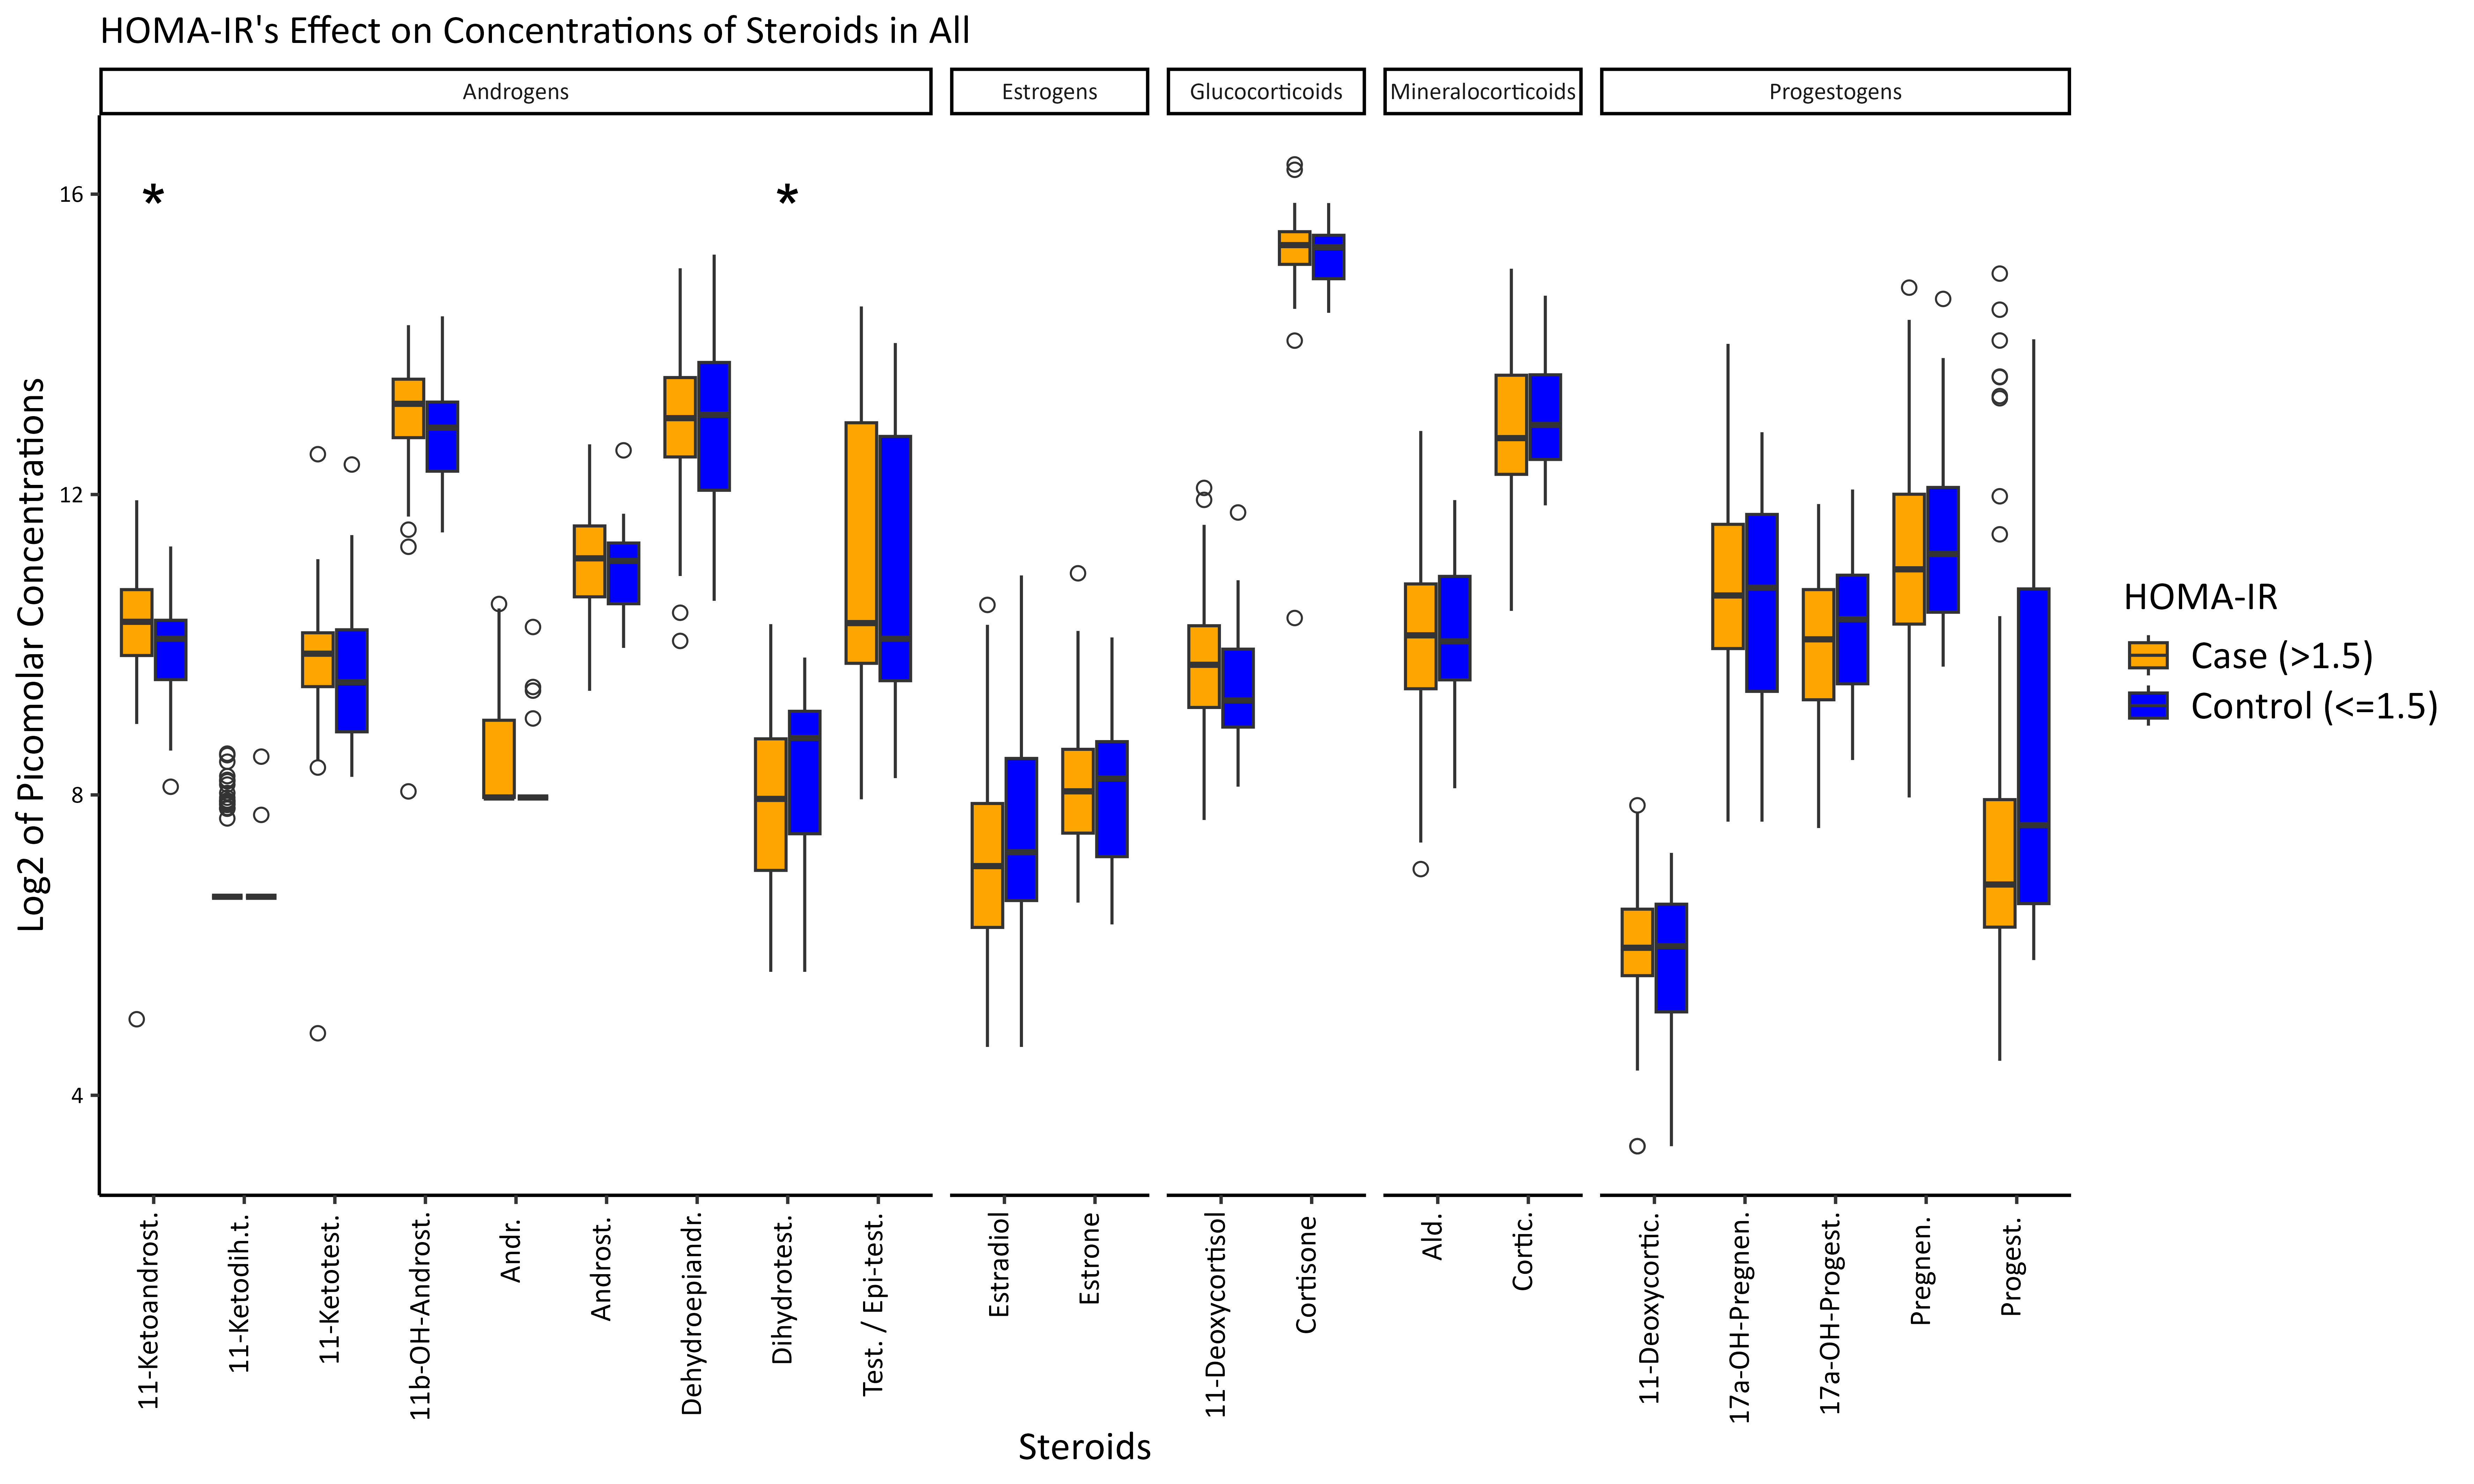 HOMA-IR's Effect on Concentrations of Steroids in All
Androgens
Estrogens
Glucocorticoids
Mineralocorticoids
Progestogens
Log2 of Picomolar Concentrations
16
12
8
4
*
*
11-Ketoandrost.
11-Ketodih.t.
11-Ketotest.
11b-OH-Androst.
Andr.
Androst.
Dehydroepiandr.
Dihydrotest.
Test. / Epi-test.
Estradiol
Estrone
11-Deoxycortisol
Cortisone
Ald.
Cortic.
11-Deoxycortic.
17a-OH-Pregnen.
17a-OH-Progest.
Pregnen.
Progest.
Steroids
HOMA-IR
Case (>1.5)
Control (<=1.5)